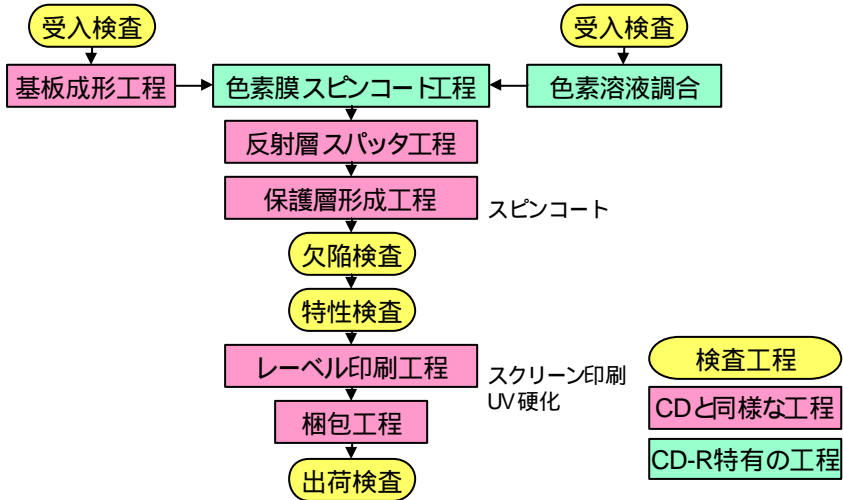 受入検査
受入検査
基板成形工程
色素膜スピンコート工程
色素溶液調合
反射層スパッタ工程
保護層形成工程
スピンコート
欠陥検査
特性検査
レーベル印刷工程
スクリーン印刷
UV硬化
梱包工程
出荷検査
検査工程
CDと同様な工程
CD-R特有の工程